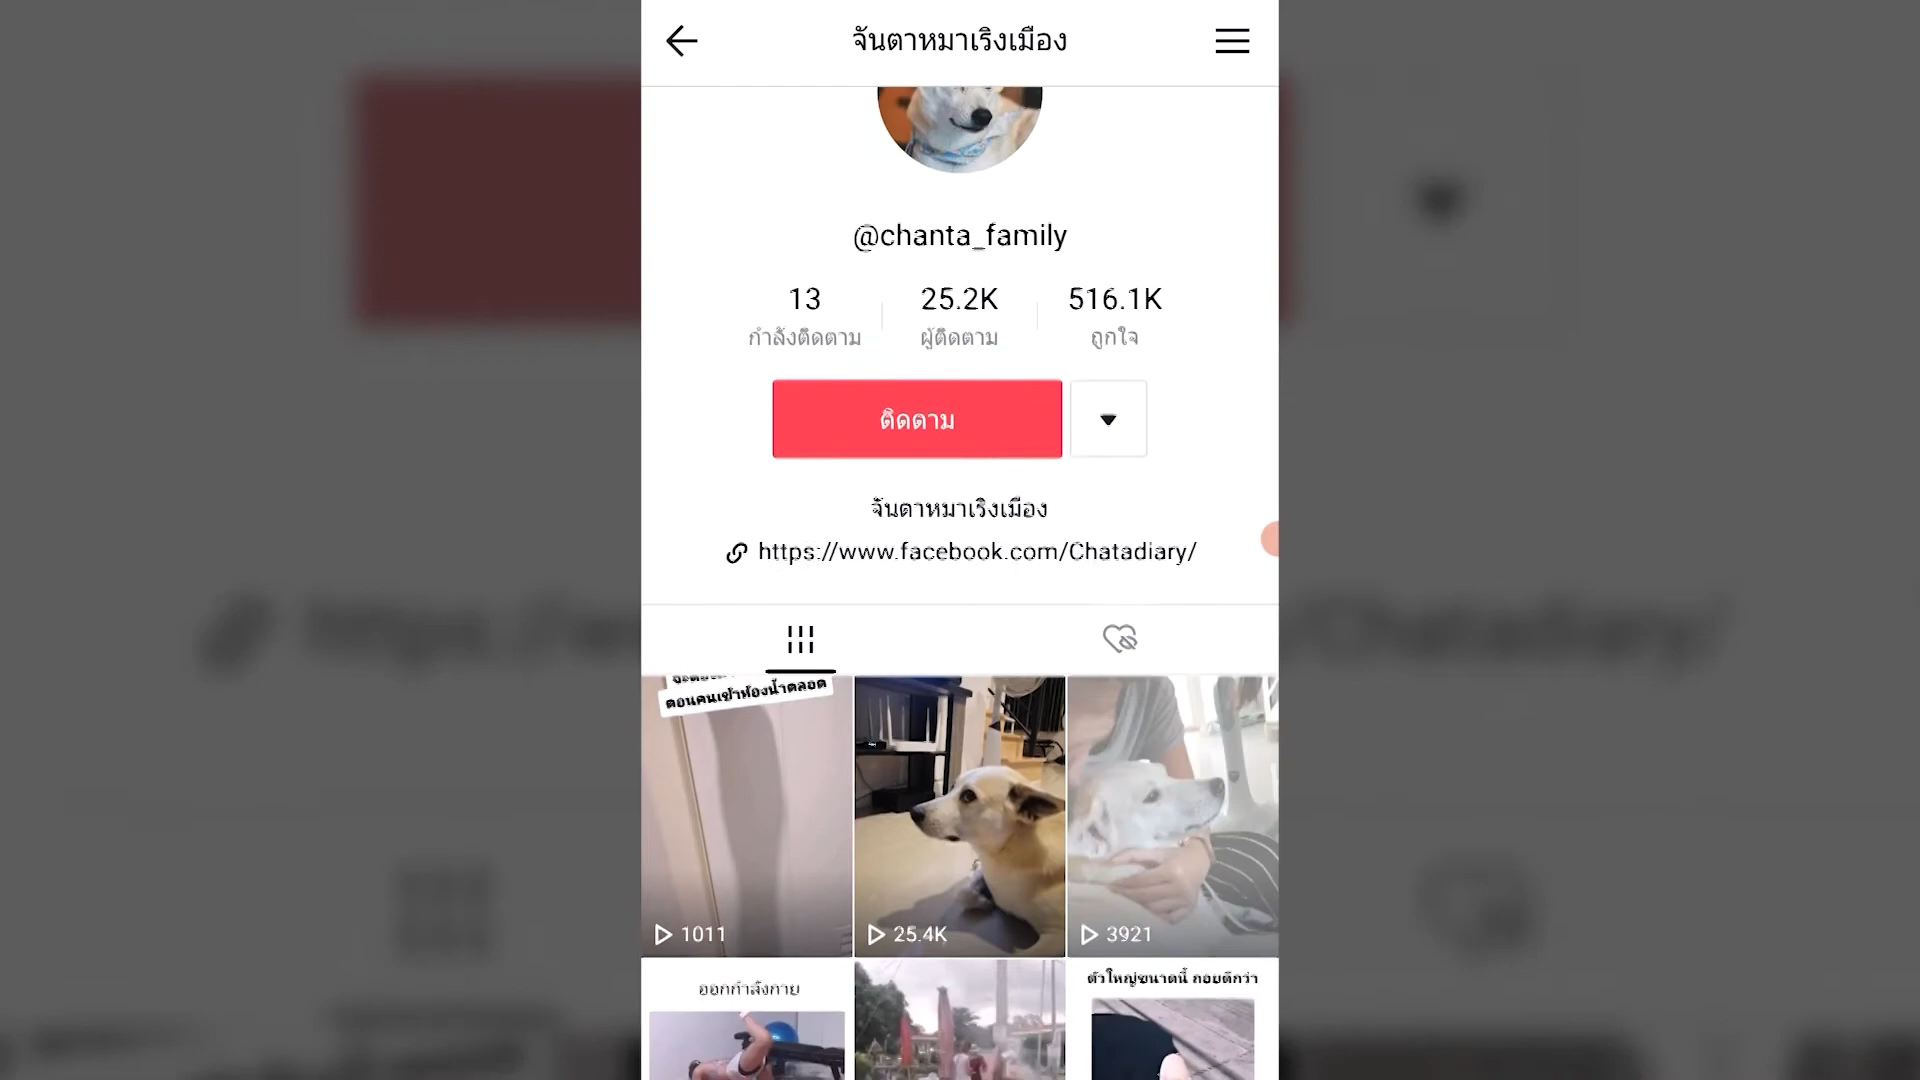 จันตาหมาเริงเมือง
@chanta_family
13
25.2K
516.1K
กำลังติดตาม
ผู้ติดตาม
ถูกใจ
ติดตาม
จันตาหมาเริงเมือง
https://www.facebook.com/Chatadiary/
ตอนคนเข้าห้องน้ำตลอด
1011
25.4K
3921
ออกกำลังกาย
ตัวใหญ่ขนาดนี้ กอยดีกว่า